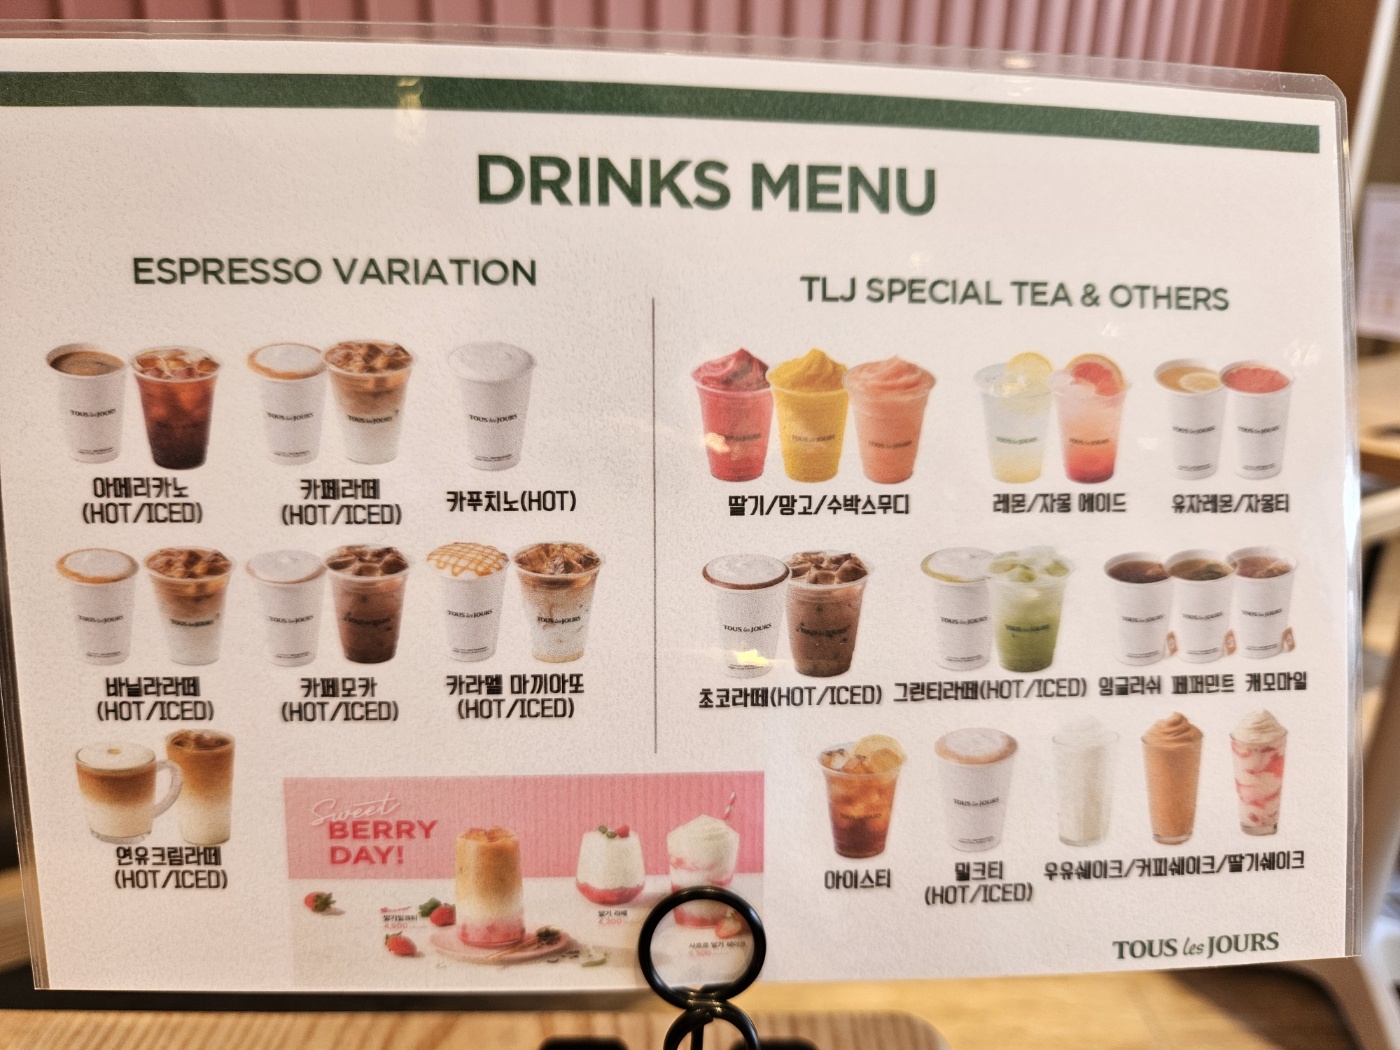 DRINKS MENU
ESPRESSO VARIATION
아메리카노
(HOT/ICED)
카페라떼
(HOT/ICED)
카푸치노(HOT)
바닐라라떼
(HOT/ICED)
카페모카
(HOT/ICED)
카라멜 마끼아또
(HOT/ICED)
연유크림라떼
(HOT/ICED)
Sweet
BERRY
DAY!
TLJ SPECIAL TEA & OTHERS
딸기/망고/수박스무디
레몬/자몽 에이드
유자레몬/자몽티
초코라떼(HOT/ICED)
그린티라떼(HOT/ICED)
잉글리쉬 페퍼민트 캐모마일
아이스티
밀크티
(HOT/ICED)
우유쉐이크/커피쉐이크/딸기쉐이크
TOUS les JOURS